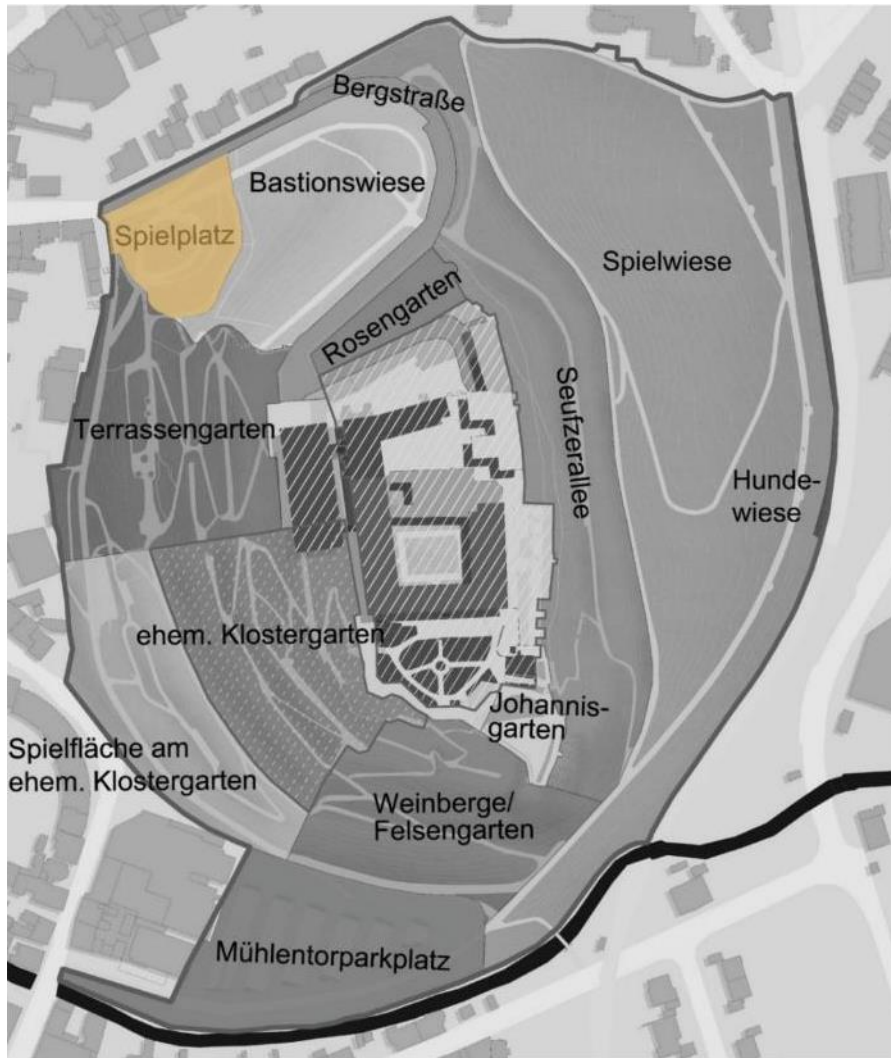 Bergstraße
Bastionswiese
Spielplatz
Spielwiese
Rosengarten
Seufzerallee
Terrassengarten
Hunde-
wiese
ehem. Klostergarten
Johannis-
garten
Spielfläche am
ehem. Klostergarten
Weinberge/
Felsengarten
Mühlentorparkplatz